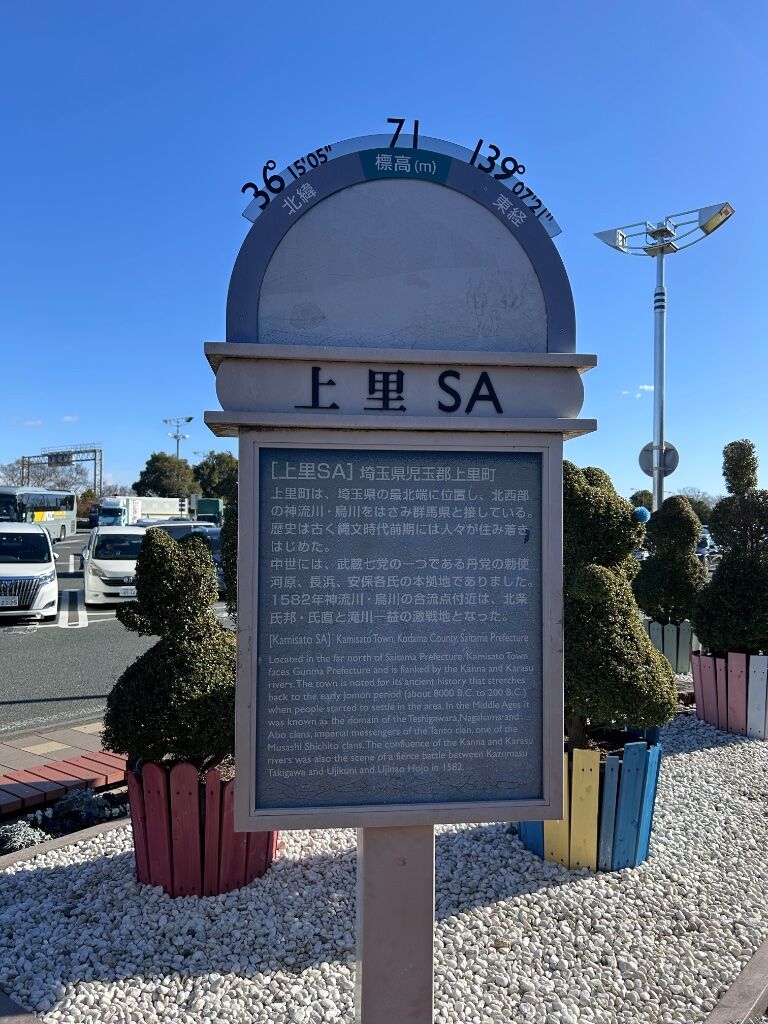 36° 15'05"
71
139° 07'21"
北緯
標高(m)
東経
上里 SA
[上里SA] 埼玉県児玉郡上里町
上里町は、埼玉県の最北端に位置し、北西部
の神流川・烏川をはさみ群馬県と接している。
歴史は古く縄文時代前期には人々が住み着き
はじめた。
中世には、武蔵七党の一つである丹党の勅使
河原、長浜、安保各氏の本拠地でありました。
1582年神流川・烏川の合流点付近は、北条
氏邦・氏直と滝川一益の激戦地となった。
[Kamisato SA] Kamisato Town, Kodama County, Saitama Prefecture
Located in the far north of Saitama Prefecture Kamisato Town
faces Gunma Prefecture and is flanked by the Kanna and Karasu
rivers. The town is noted for its ancient history that stretches
back to the early Jomon period (about 8000 B.C. to 200 B.C.)
when people started to settle in the area. In the Middle Ages it
was known as the domain of the Teshigawara, Nagahama and
Abo clans, imperial messengers of the Tanto clan, one of the
Musashi Shichito clans. The confluence of the Kanna and Karasu
rivers was also the scene of a fierce battle between Kazumasu
Takigawa and Ujikuni and Ujinao Hojo in 1582.